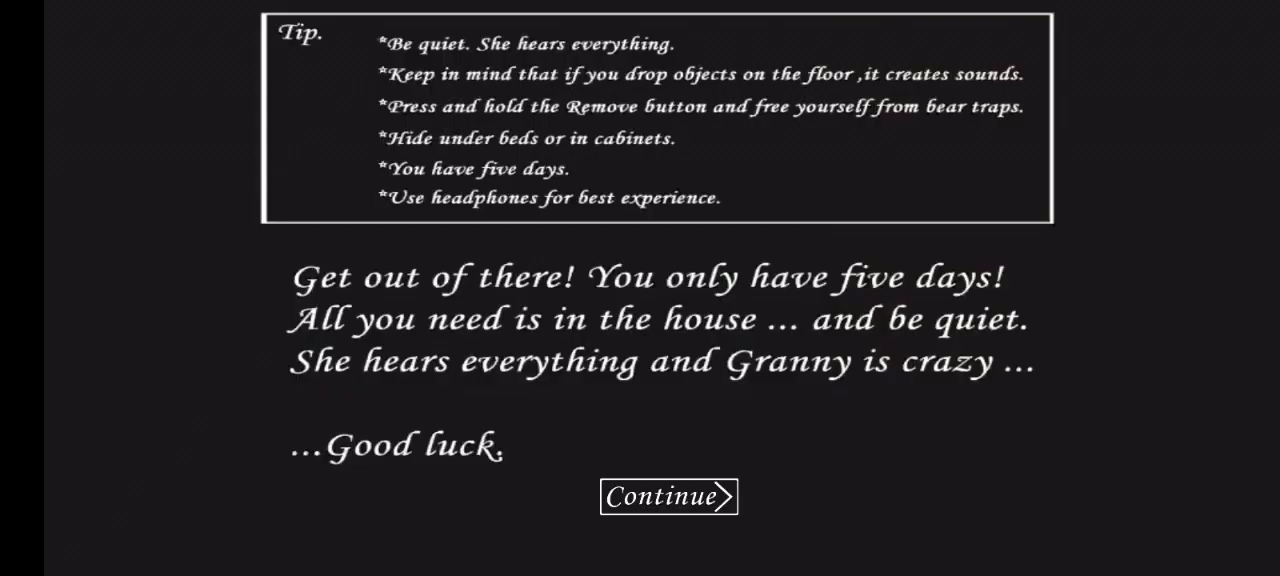 Tip.
*Be quiet. She hears everything.
*Keep in mind that if you drop objects on the floor ,it creates sounds.
*Press and hold the Remove button and free yourself from bear traps.
*Hide under beds or in cabinets.
*You have five days.
*Use headphones for best experience.
Get out of there! You only have five days!
All you need is in the house ... and be quiet.
She hears everything and Granny is crazy ...
...Good luck.
Continue>